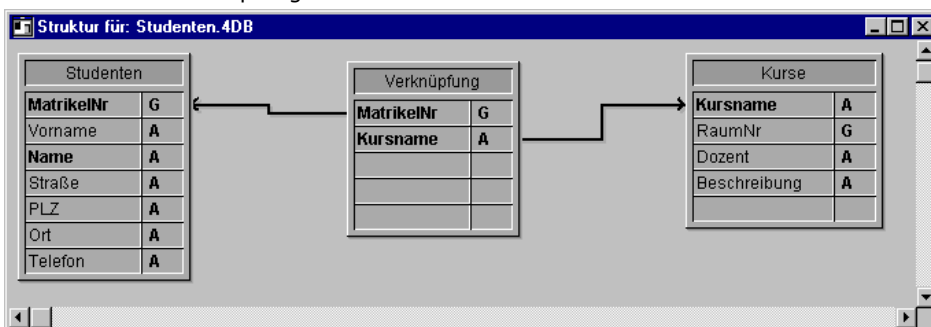 Struktur für: Studenten.4DB
Studenten
MatrikelNr G
Vorname A
Name A
Straße A
PLZ A
Ort A
Telefon A
Verknüpfung
MatrikelNr G
Kursname A
Kurse
Kursname A
RaumNr G
Dozent A
Beschreibung A